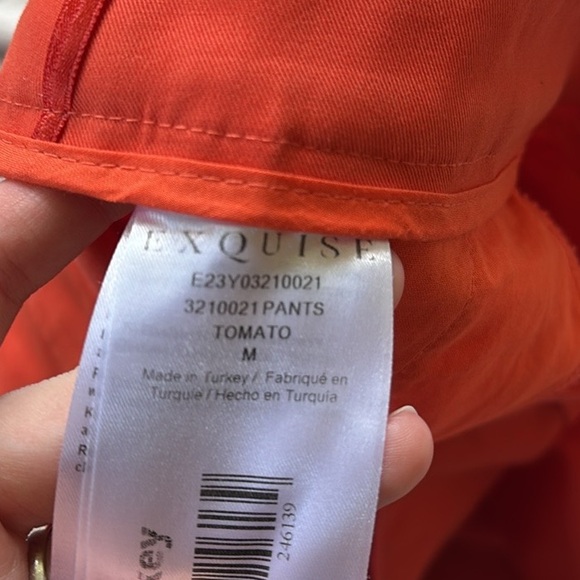 EXQUISE
E23Y03210021
3210021 PANTS
TOMATO
M
Made in Turkey / Fabriqué en
Turquie / Hecho en Turquía
246139